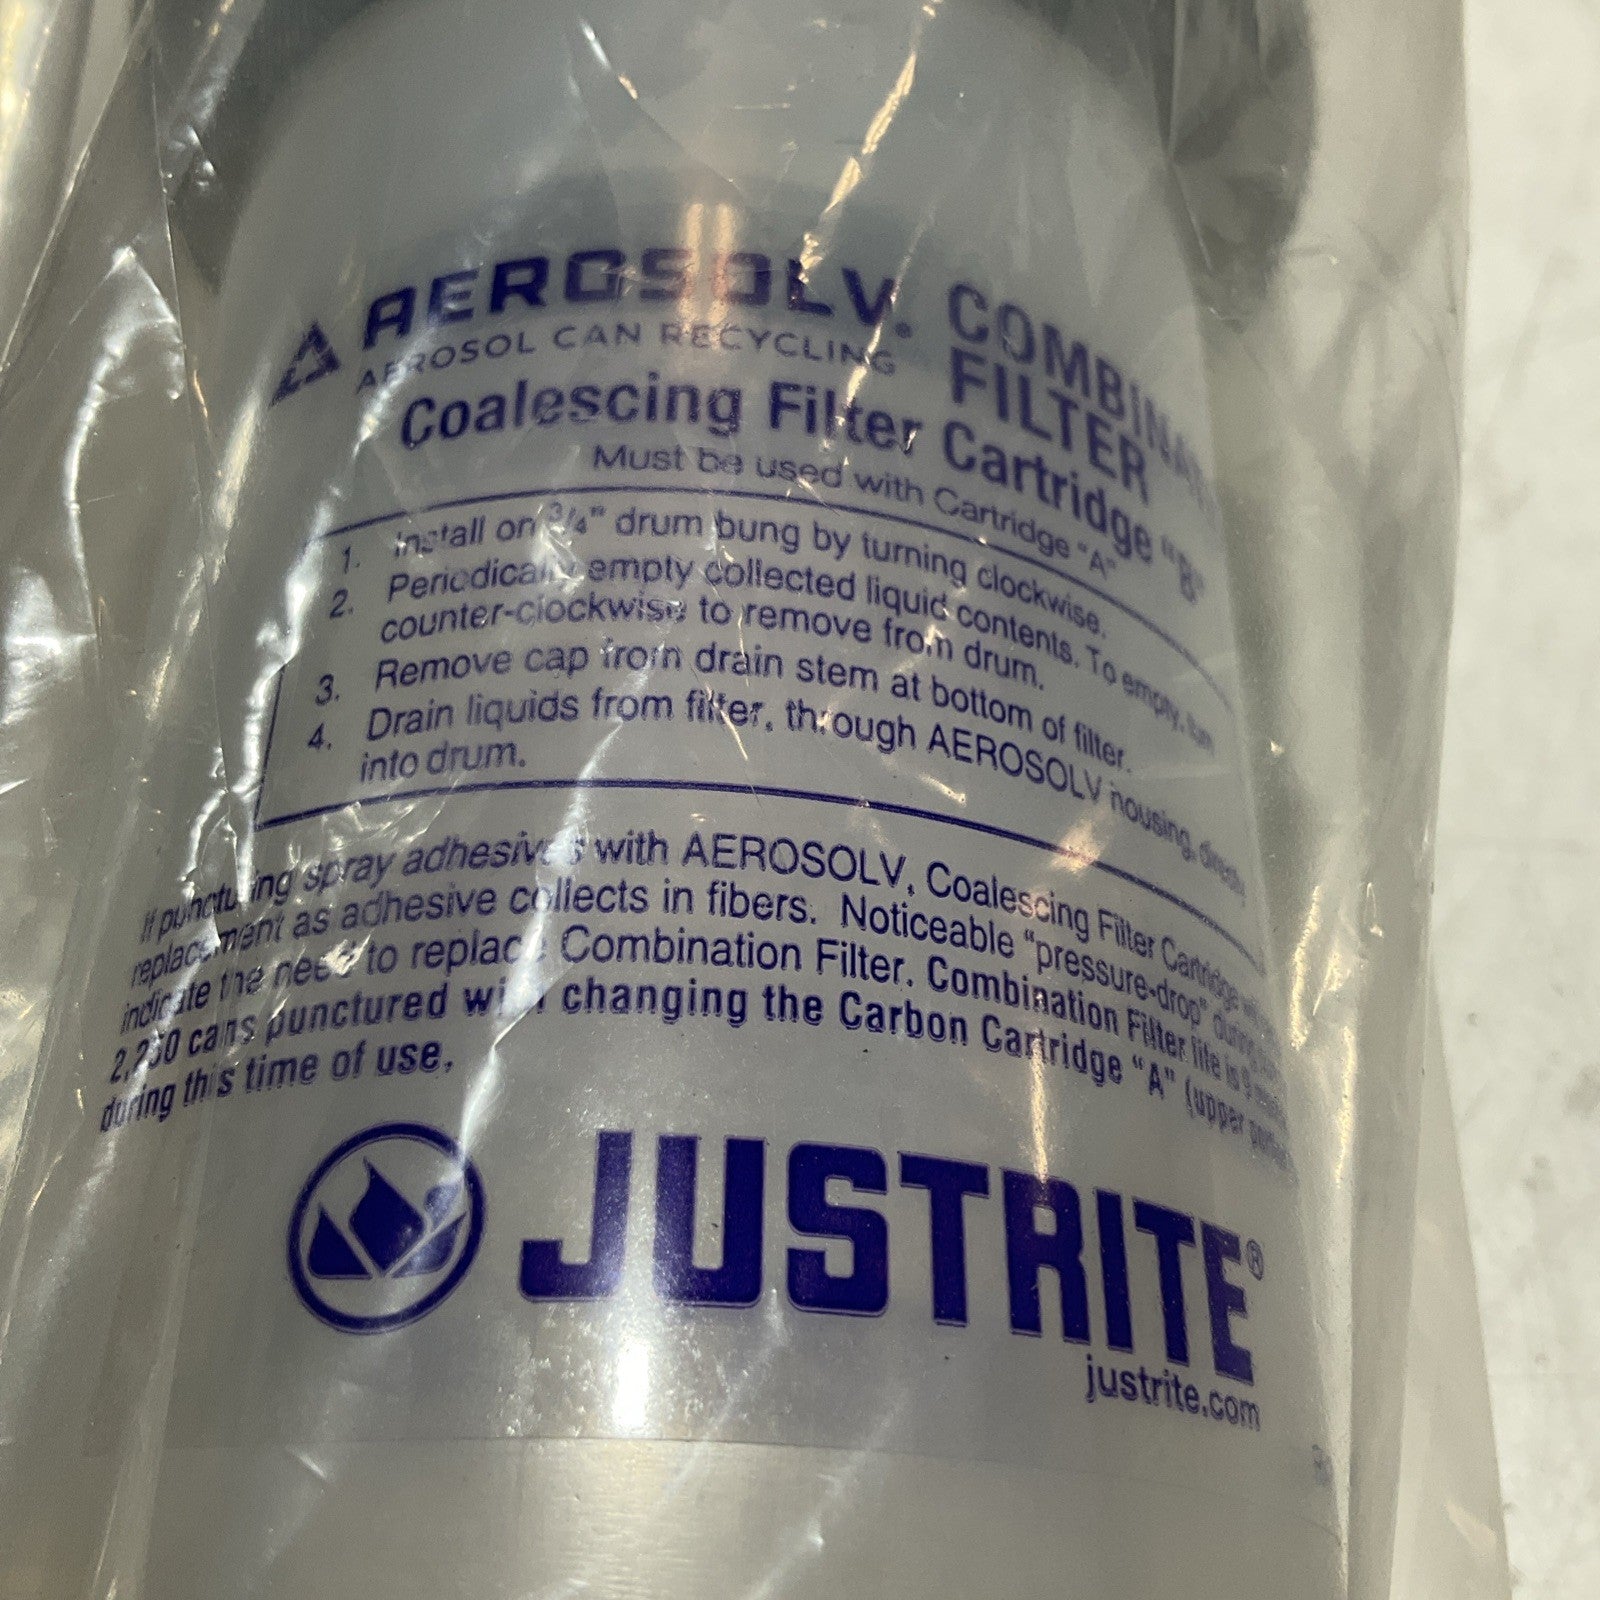 AEROSOLV® COMBINATION
AEROSOL CAN RECYCLING FILTER
Coalescing Filter Cartridge "B"
Must be used with Cartridge "A"
1. Install on 3/4" drum bung by turning clockwise.
2. Periodically empty collected liquid contents. To empty, turn
counter-clockwise to remove from drum.
3. Remove cap from drain stem at bottom of filter.
4. Drain liquids from filter, through AEROSOLV housing, directly
into drum.
If puncturing spray adhesives with AEROSOLV, Coalescing Filter Cartridge
replacement as adhesive collects in fibers. Noticeable "pressure-drop" during
indicate the need to replace Combination Filter. Combination Filter life is
2,250 cans punctured with changing the Carbon Cartridge "A" (upper
during this time of use.
JUSTRITE®
justrite.com